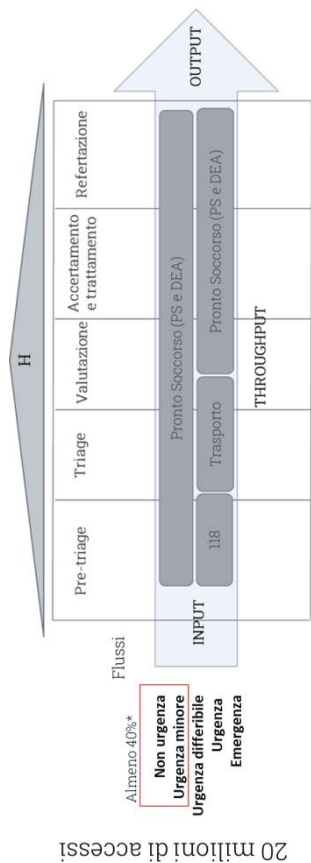 20 milioni di accessi
H
Flussi
Pre-triage
Triage
Valutazione
Accertamento
e trattamento
Refertazione
Almeno 40%*
Non urgenza
Urgenza minore
Urgenza differibile
Urgenza
Emergenza
INPUT
Pronto Soccorso (PS e DEA)
118
Trasporto
Pronto Soccorso (PS e DEA)
THROUGHPUT
OUTPUT